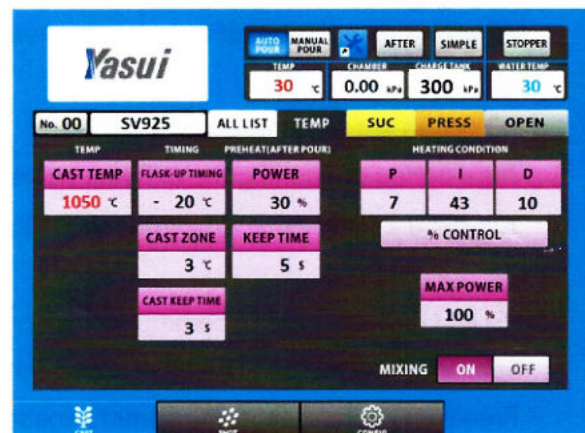 Yasui
AUTO POUR MANUAL POUR AFTER SIMPLE STOPPER
TEMP CHAMBER CHARGE TANK WATER TEMP
30 ℃ 0.00 kPa 300 kPa 30 ℃
No. 00 SV925 ALL LIST TEMP SUC PRESS OPEN
TEMP TIMING PREHEAT(AFTER POUR) HEATING CONDITION
CAST TEMP FLASK-UP TIMING POWER P I D
1050 ℃ - 20 ℃ 30 % 7 43 10
CAST ZONE KEEP TIME % CONTROL
3 ℃ 5 s
CAST KEEP TIME MAX POWER
3 s 100 %
MIXING ON OFF
CAST SHOT CONFIG